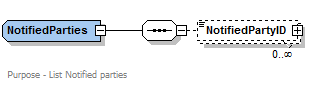 NotifiedParties
NotifiedPartyID
0..∞
Purpose - List Notified parties